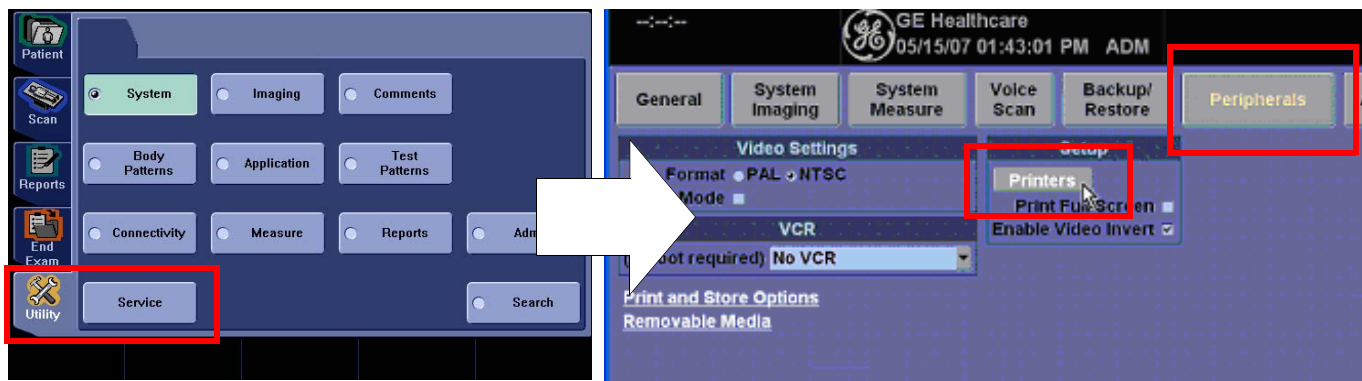 Patient
Scan
Reports
End
Exam
Utility
System
Imaging
Comments
Body
Patterns
Application
Test
Patterns
Connectivity
Measure
Reports
Service
Search
--:--:--
GE Healthcare
05/15/07 01:43:01 PM ADM
General
System
Imaging
System
Measure
Voice
Scan
Backup/
Restore
Peripherals
Video Settings
Format PAL NTSC
Mode
VCR
required) No VCR
Print and Store Options
Removable Media
Setup
Printers
Print Full Screen
Enable Video Invert